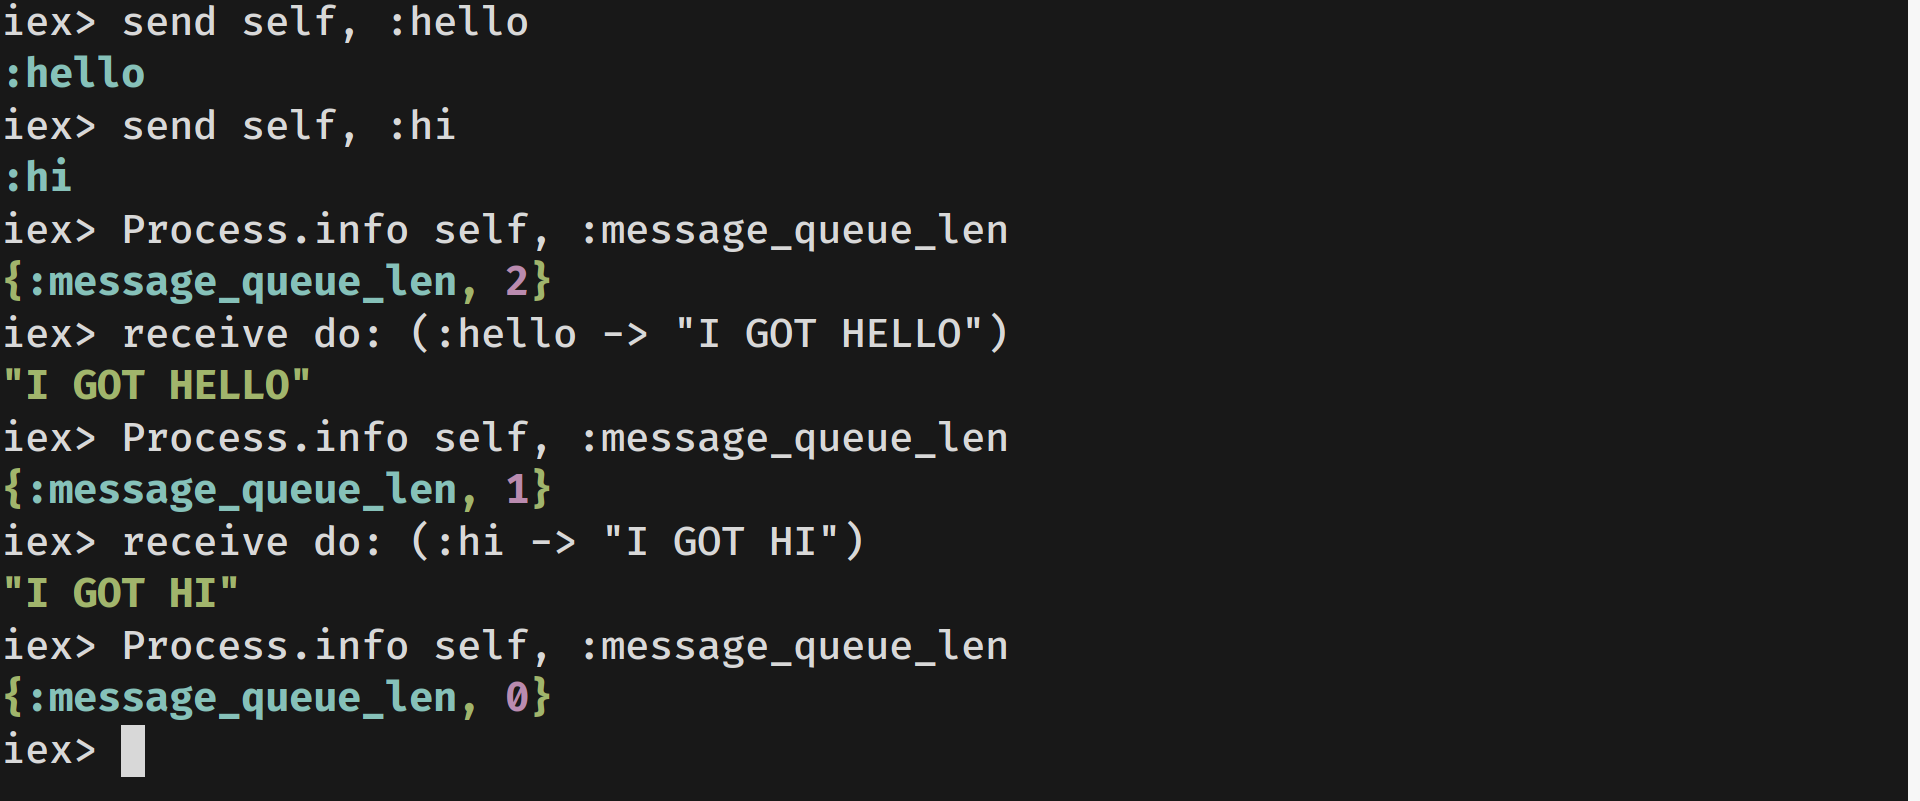 iex> send self, :hello
:hello
iex> send self, :hi
:hi
iex> Process.info self, :message_queue_len
{:message_queue_len, 2}
iex> receive do: (:hello -> "I GOT HELLO")
"I GOT HELLO"
iex> Process.info self, :message_queue_len
{:message_queue_len, 1}
iex> receive do: (:hi -> "I GOT HI")
"I GOT HI"
iex> Process.info self, :message_queue_len
{:message_queue_len, 0}
iex>